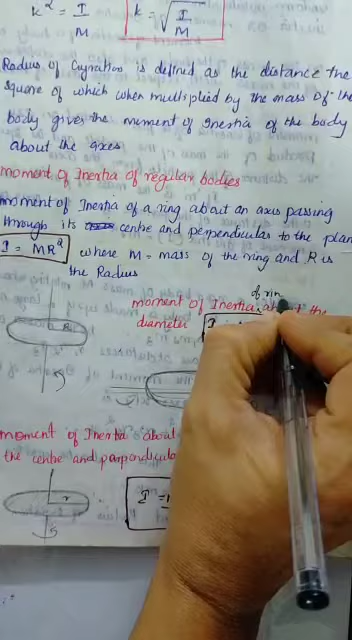 k² = I/M    k = √(I/M)
Radius of Gyration is defined as the distance the
square of which when multiplied by the mass of the
body gives the moment of Inertia of the body
about the axes
moment of Inertia of regular bodies
moment of Inertia of a ring about an axis passing
through its centre and perpendicular to the plan
I = MR² where M = mass of the ring and R is
the Radius
of rin
moment of Inertia the
diameter I
moment of Inertia about
the centre and perpendicula
r
I =